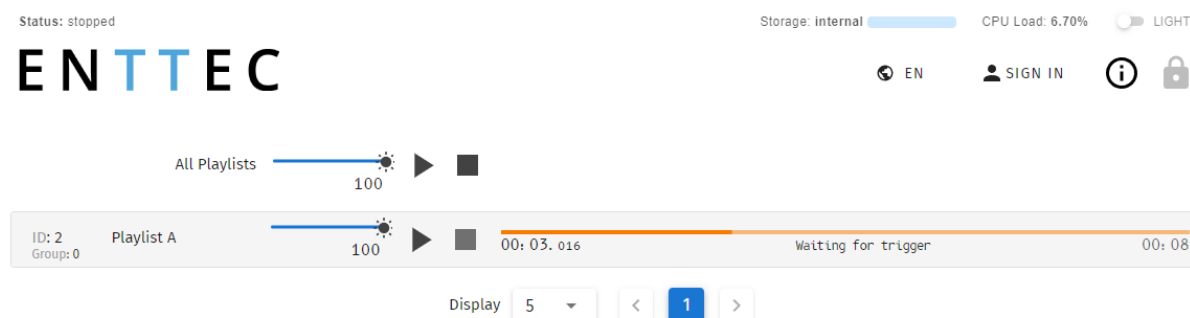 Status: stopped
Storage: internal
CPU Load: 6.70%
LIGHT
ENTTEC
EN
SIGN IN
All Playlists
100
ID: 2
Group: 0
Playlist A
100
00: 03. 016
Waiting for trigger
00: 08
Display
5
1